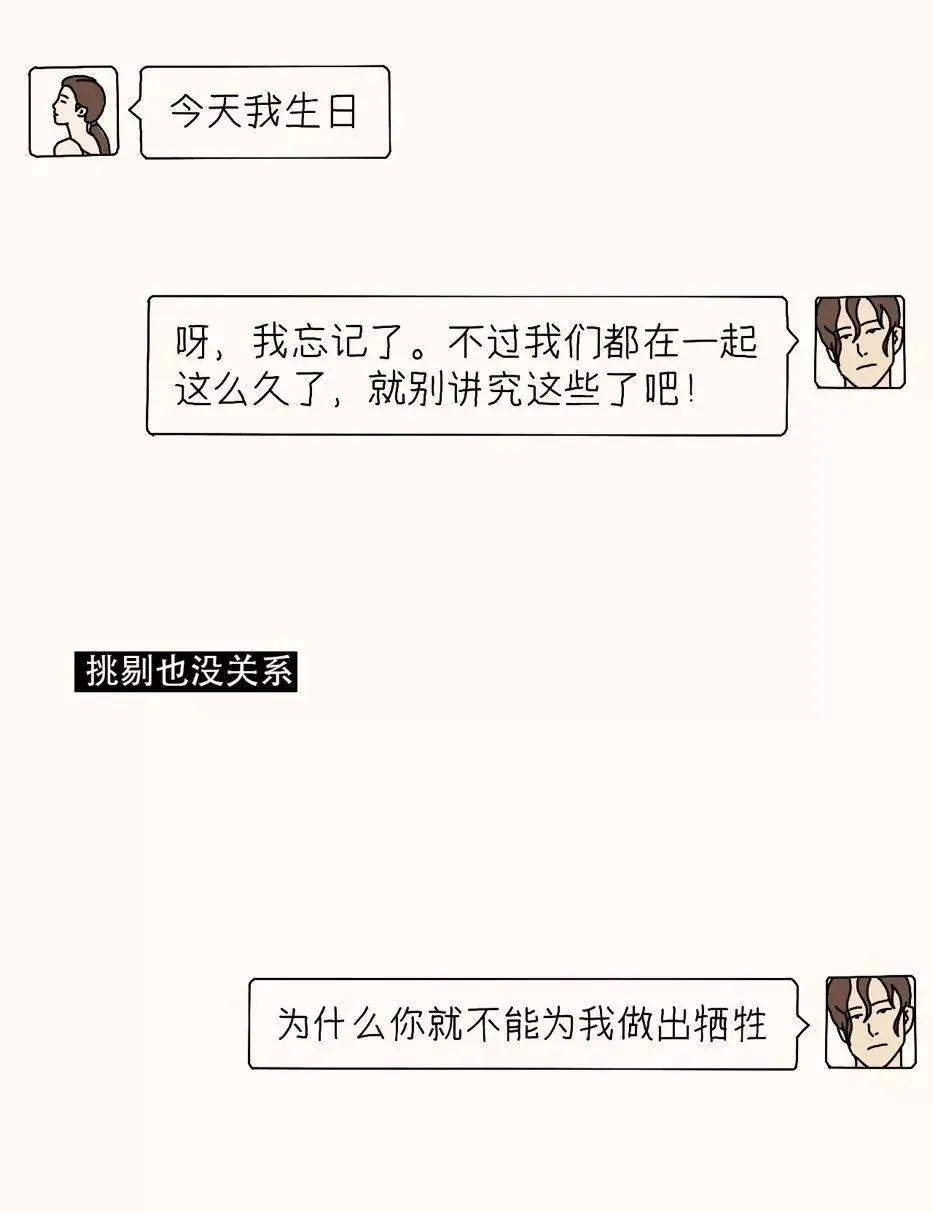 今天我生日
呀，我忘记了。不过我们都在一起
这么久了，就别讲究这些了吧！
挑剔也没关系
为什么你就不能为我做出牺牲